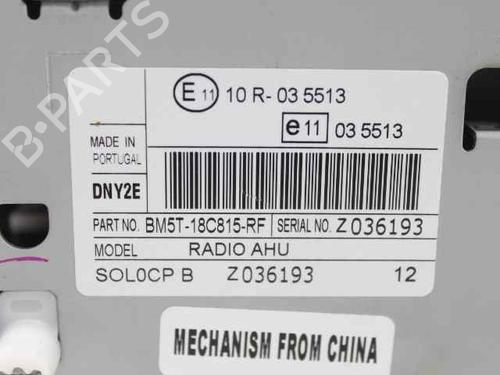 B-PARTS
E 11 10 R- 03 5513
e 11 03 5513
MADE IN
PORTUGAL
DNY2E
PART NO. BM5T-18C815-RF SERIAL NO. Z036193
MODEL RADIO AHU
SOL0CP B Z036193 12
MECHANISM FROM CHINA